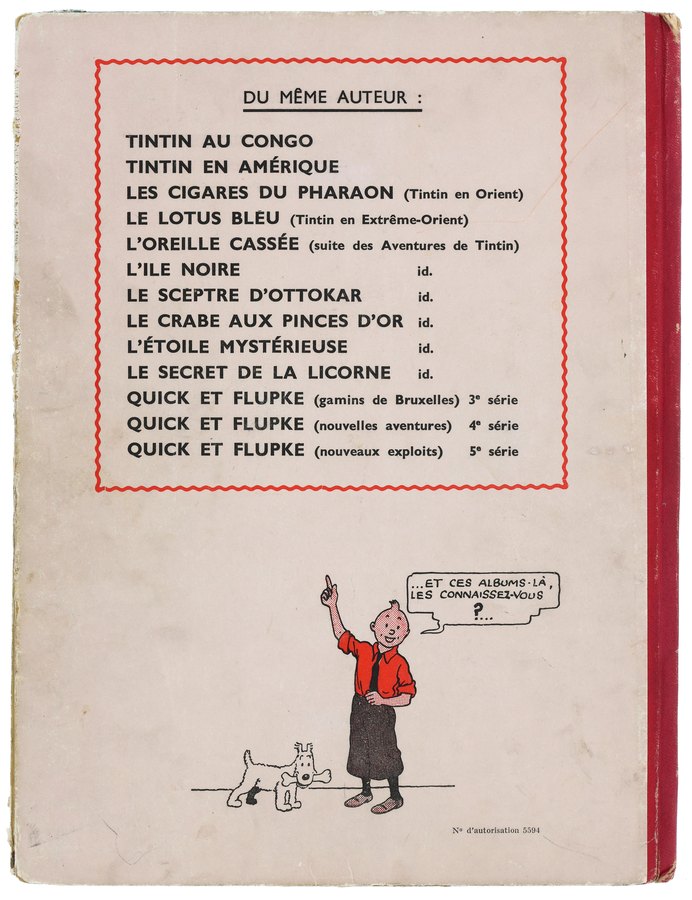 DU MÊME AUTEUR :
TINTIN AU CONGO
TINTIN EN AMÉRIQUE
LES CIGARES DU PHARAON (Tintin en Orient)
LE LOTUS BLEU (Tintin en Extrême-Orient)
L'OREILLE CASSÉE (suite des Aventures de Tintin)
L'ILE NOIRE id.
LE SCEPTRE D'OTTOKAR id.
LE CRABE AUX PINCES D'OR id.
L'ÉTOILE MYSTÉRIEUSE id.
LE SECRET DE LA LICORNE id.
QUICK ET FLUPKE (gamins de Bruxelles) 3e série
QUICK ET FLUPKE (nouvelles aventures) 4e série
QUICK ET FLUPKE (nouveaux exploits) 5e série
...ET CES ALBUMS-LÀ,
LES CONNAISSEZ-VOUS
?...
No d'autorisation 5594